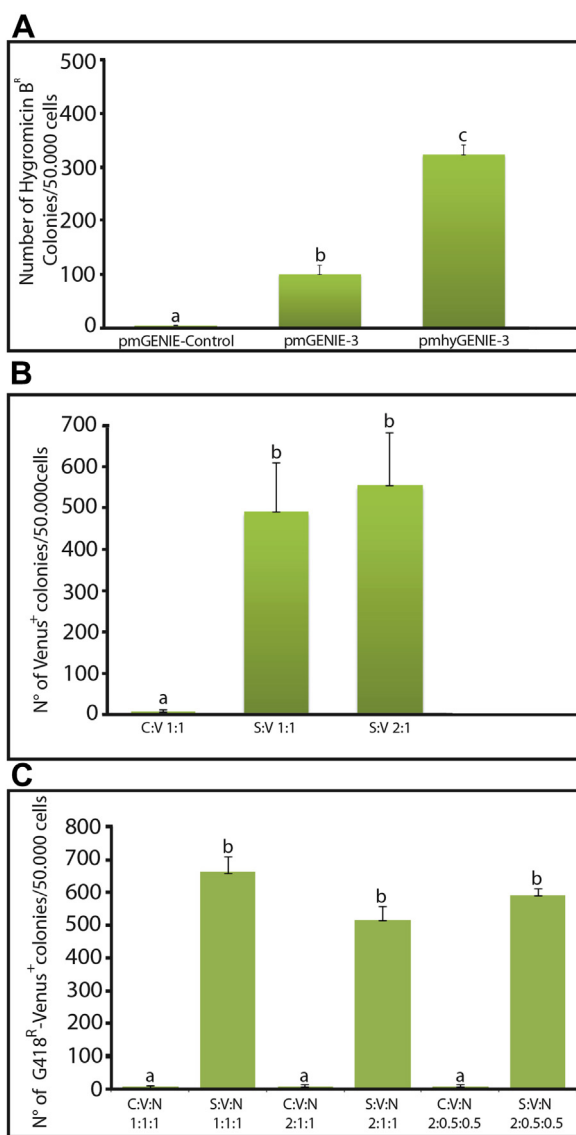 A
Number of Hygromicin Bᴿ
Colonies/50.000 cells
500
400
300
200
100
0
a
b
c
pmGENIE-Control pmGENIE-3 pmhyGENIE-3
B
N° of Venus⁺ colonies/50.000cells
700
600
500
400
300
200
100
0
a
b
b
C:V 1:1 S:V 1:1 S:V 2:1
C
N° of G418ᴿ-Venus⁺colonies/50.000 cells
800
700
600
500
400
300
200
100
0
a
b
a
b
a
b
C:V:N S:V:N C:V:N S:V:N C:V:N S:V:N
1:1:1 1:1:1 2:1:1 2:1:1 2:0.5:0.5 2:0.5:0.5